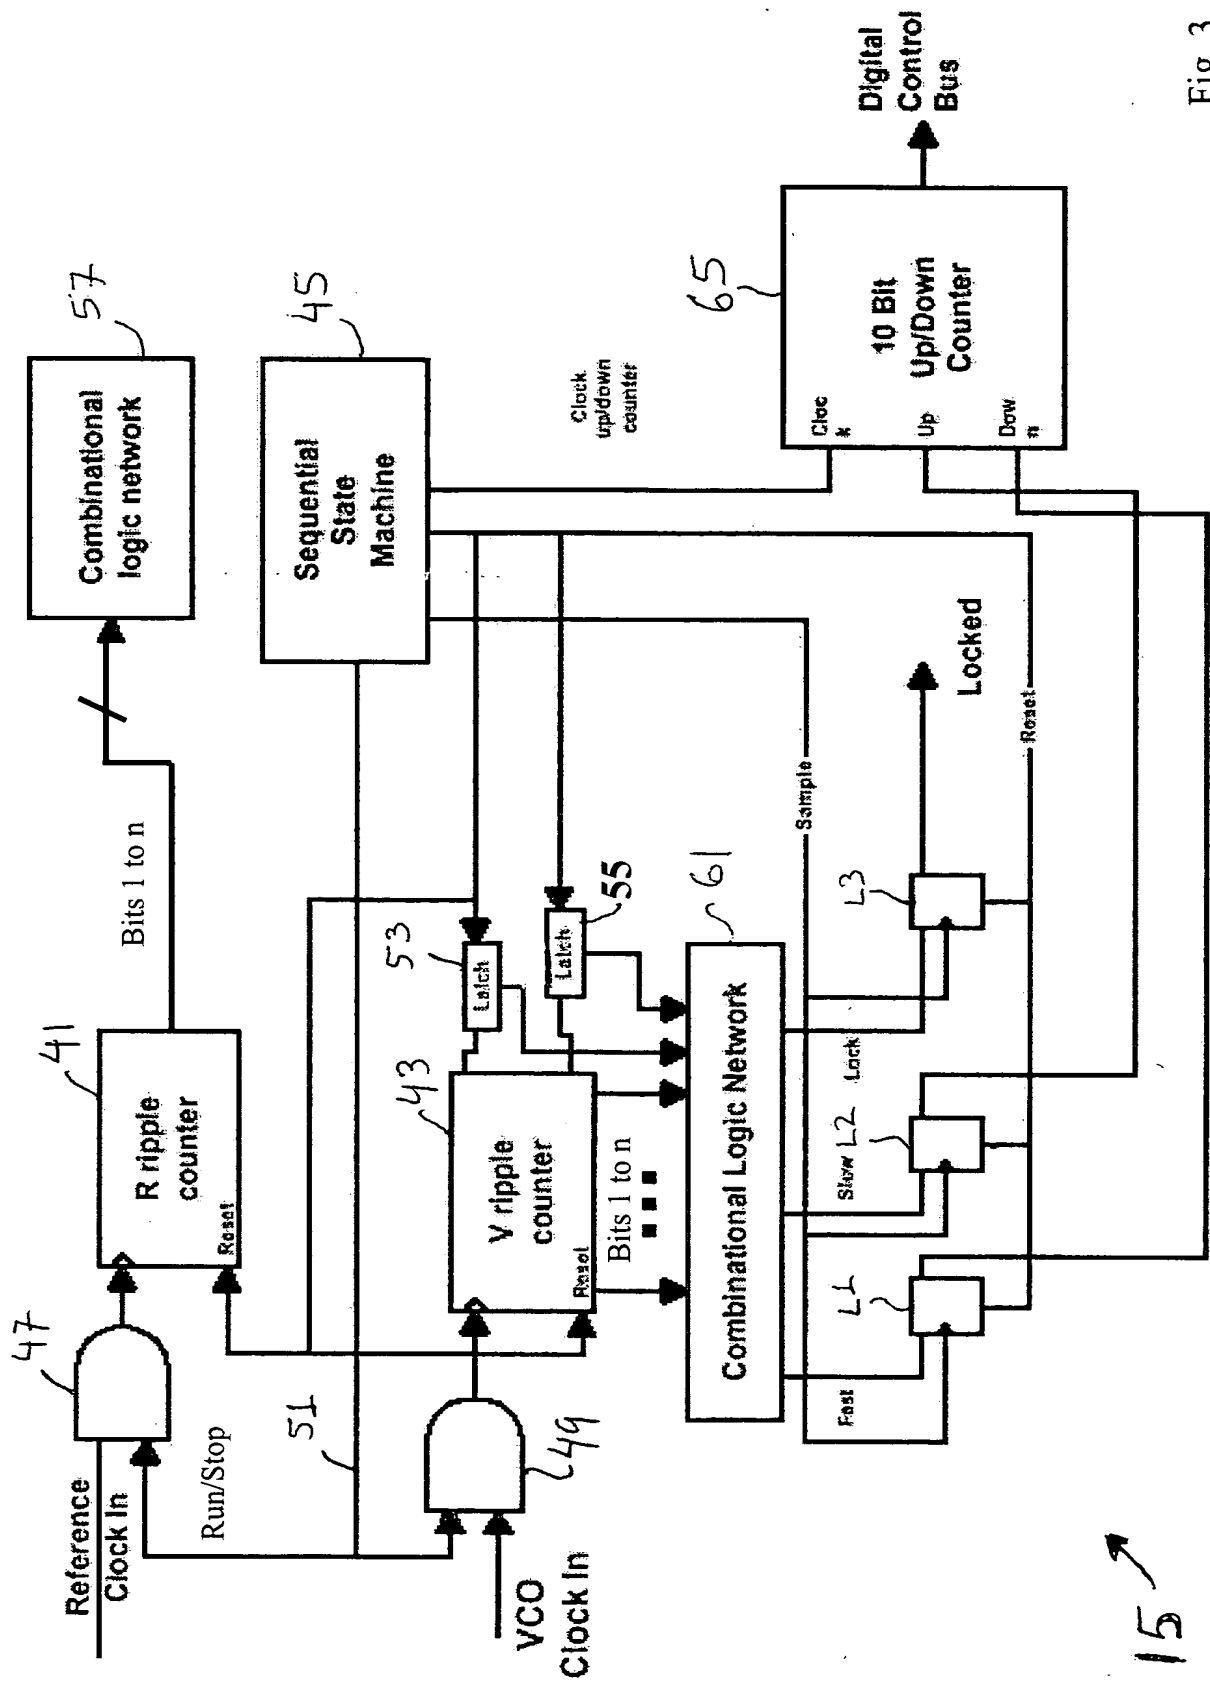 57
Combinational
logic network
Bits 1 to n
41
R ripple
counter
Reset
47
Reference
Clock In
Run/Stop
51
45
Sequential
State
Machine
53
Latch
55
Latch
43
V ripple
counter
Reset
Bits 1 to n
49
VCO
Clock In
61
Combinational Logic Network
Clock
up/down
counter
65
10 Bit
Up/Down
Counter
Cloc
k
Up
Dow
n
Digital
Control
Bus
Sample
Fast
L1
Slow L2
Lock
L3
Locked
Reset
15
Fig. 3